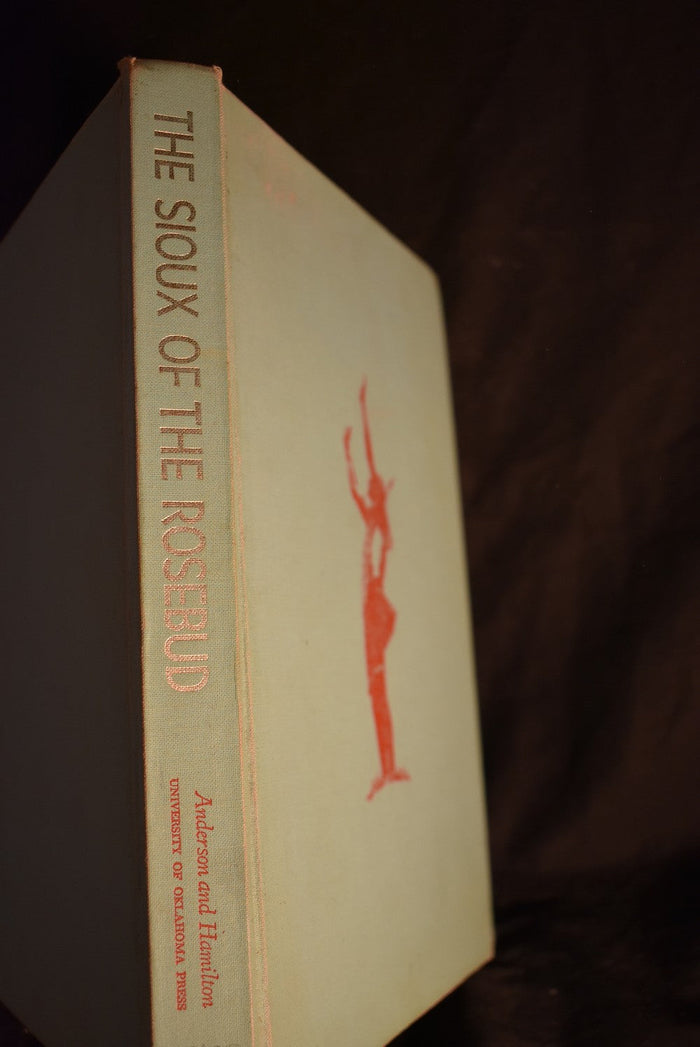 THE SIOUX OF THE ROSEBUD
Anderson and Hamilton
UNIVERSITY OF OKLAHOMA PRESS